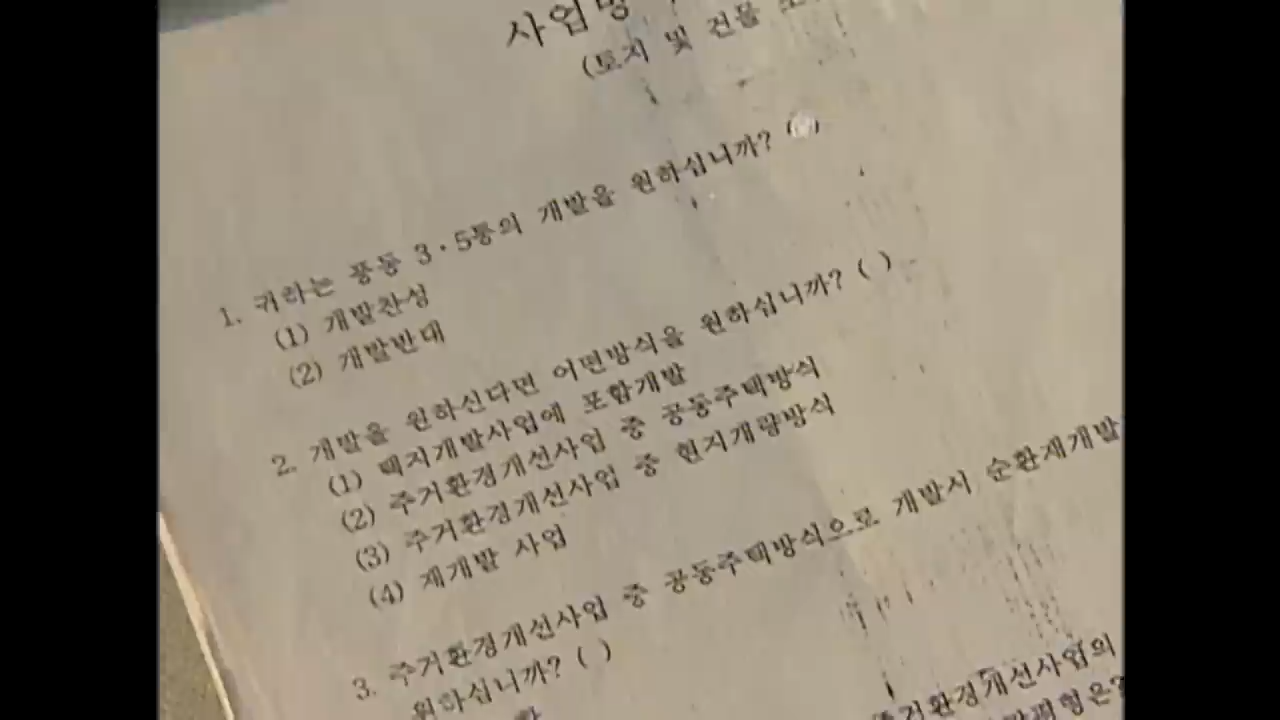 사업명
(토지 및 건물
1. 귀하는 풍동 3·5통의 개발을 원하십니까? ( )
(1) 개발찬성
(2) 개발반대
2. 개발을 원하신다면 어떤방식을 원하십니까? ( )
(1) 택지개발사업에 포함개발
(2) 주거환경개선사업 중 공동주택방식
(3) 주거환경개선사업 중 현지개량방식
(4) 재개발 사업
3. 주거환경개선사업 중 공동주택방식으로 개발시 순환재개발
원하십니까? ( )
주거환경개선사업의